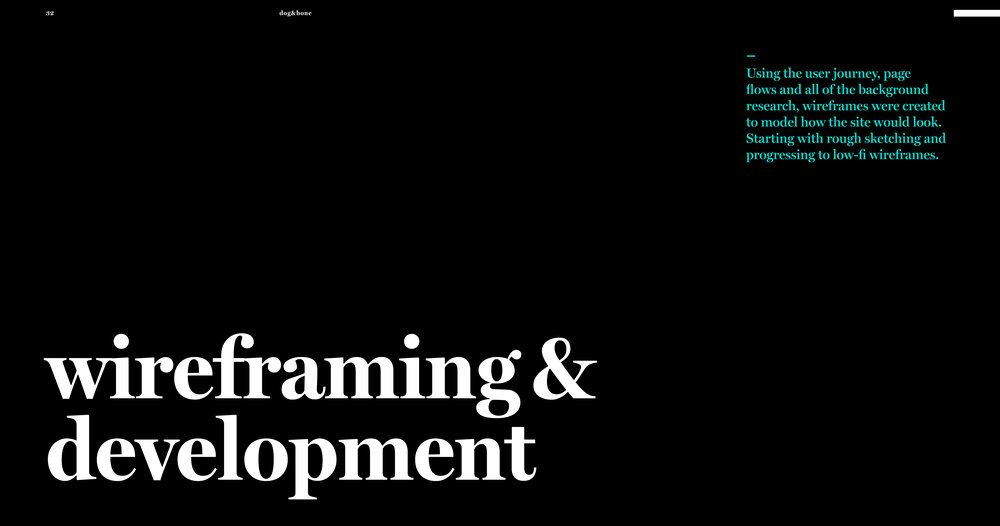 32
dog&bone
–
Using the user journey, page
flows and all of the background
research, wireframes were created
to model how the site would look.
Starting with rough sketching and
progressing to low-fi wireframes.
wireframing &
development